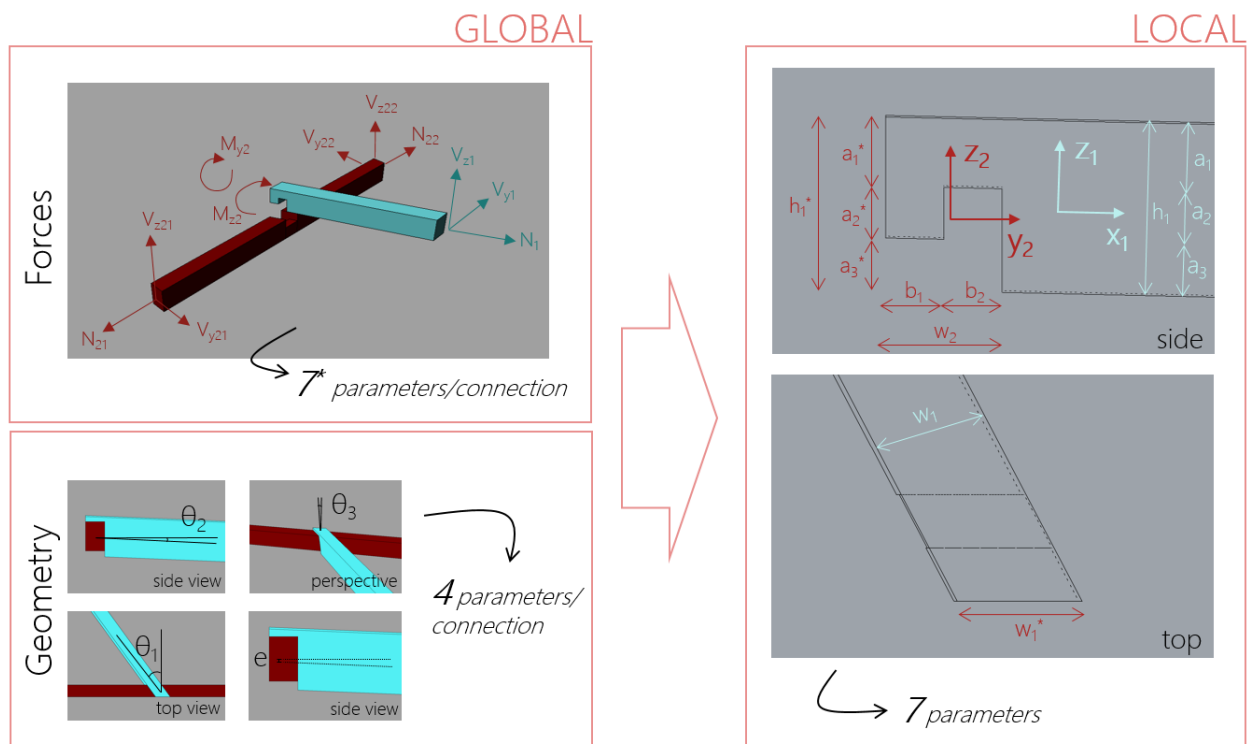 GLOBAL
Forces
V_z22
N_22
V_y22
M_y2
V_z1
V_y1
M_z2
V_z21
N_1
N_21
V_y21
7* parameters/connection
Geometry
θ_2
side view
θ_3
perspective
θ_1
top view
e
side view
4 parameters/
connection
LOCAL
a_1*
z_2
z_1
a_1
h_1*
a_2*
h_1
a_2
y_2
x_1
a_3*
a_3
b_1
b_2
w_2
side
w_1
w_1*
top
7 parameters